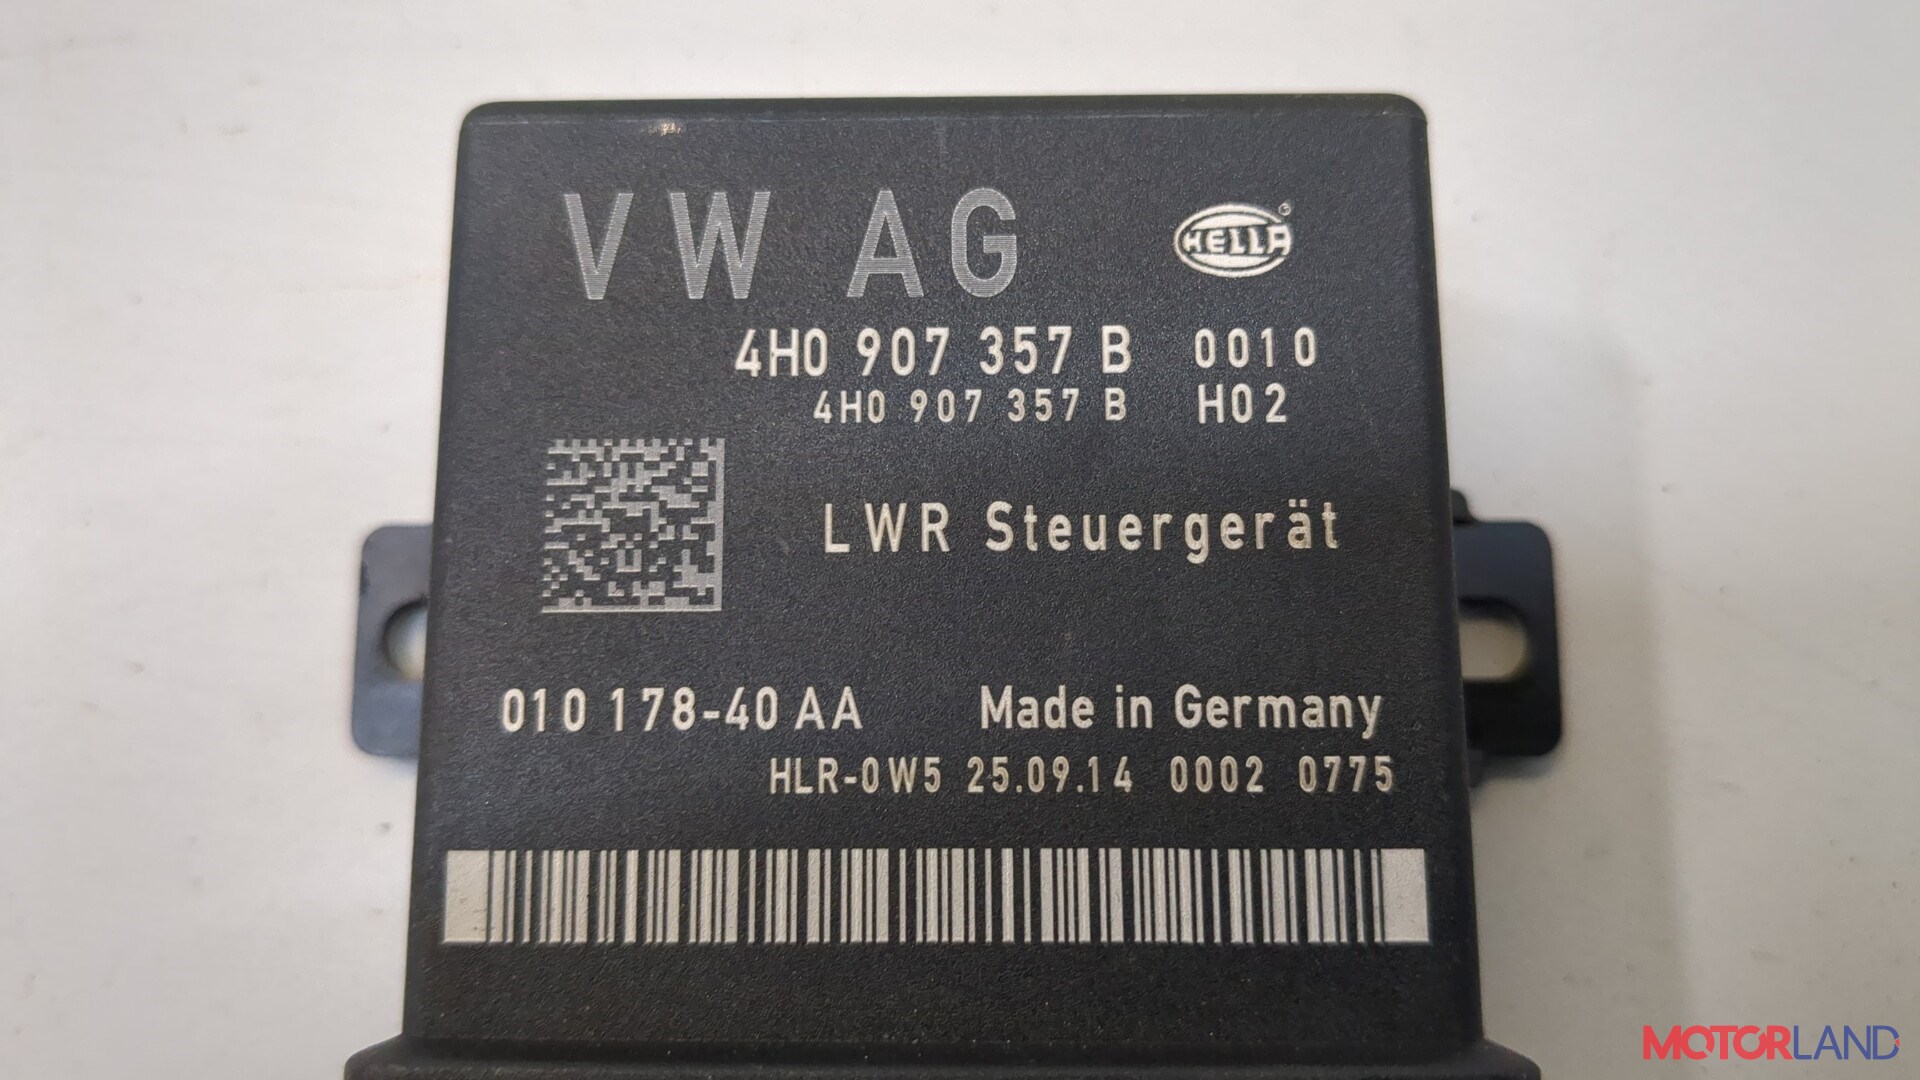 VW AG
HELLA
4H0 907 357 B 0010
4H0 907 357 B H02
LWR Steuergerät
010 178-40 AA Made in Germany
HLR-0W5 25.09.14 0002 0775
MOTORLAND